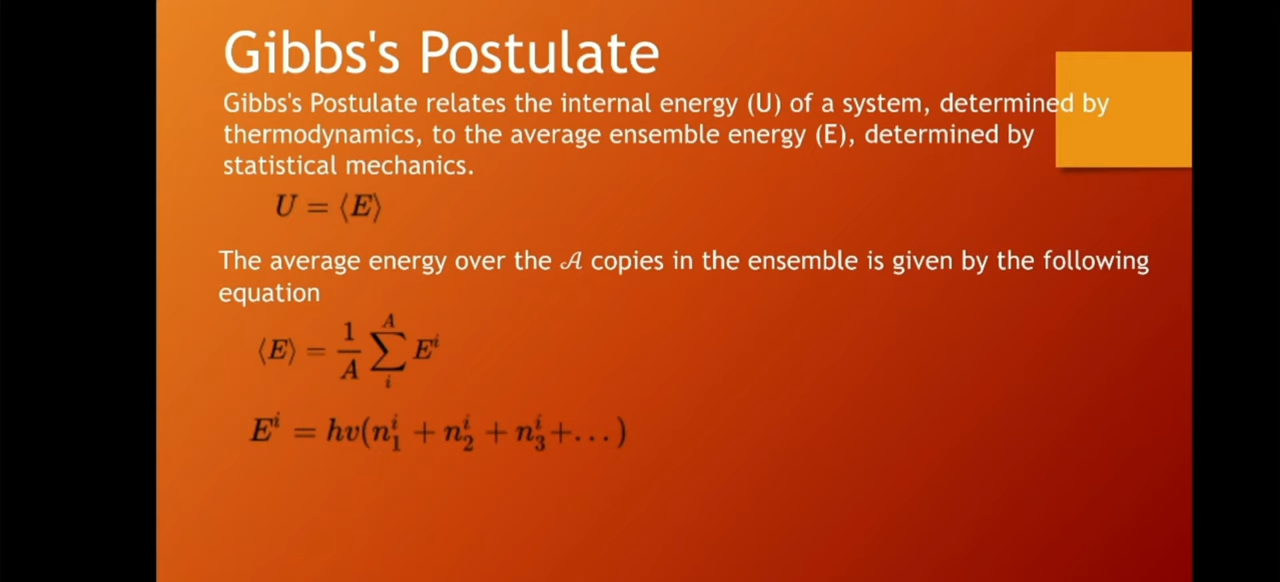 Gibbs's Postulate
Gibbs's Postulate relates the internal energy (U) of a system, determined by
thermodynamics, to the average ensemble energy (E), determined by
statistical mechanics.
U = ⟨E⟩
The average energy over the 𝒜 copies in the ensemble is given by the following
equation
⟨E⟩ = \frac{1}{A} \sum_{i}^{A} E^i
E^i = hv(n_1^i + n_2^i + n_3^i + ...)